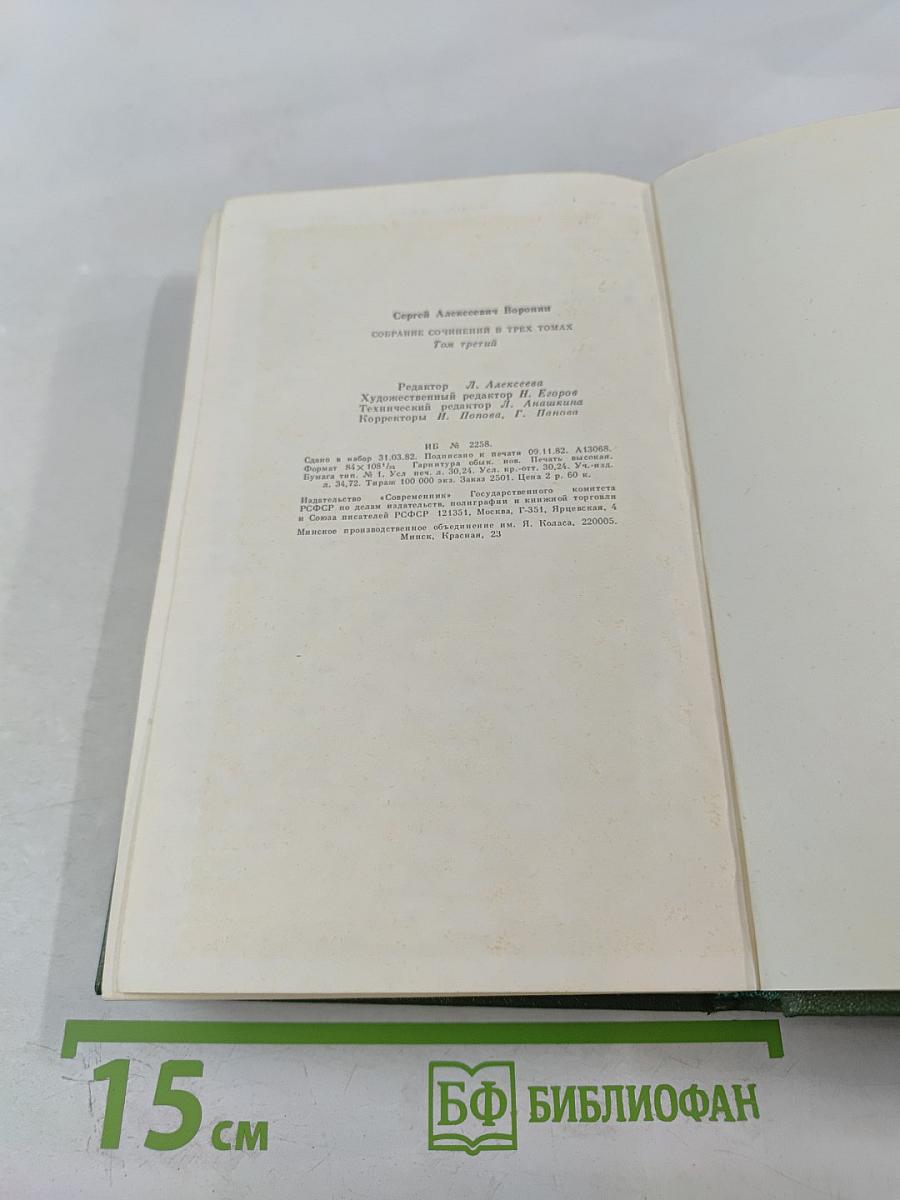 Сергей Алексеевич Воронин
СОБРАНИЕ СОЧИНЕНИЙ В ТРЕХ ТОМАХ
Том третий
Редактор Л. Алексеева
Художественный редактор Н. Егоров
Технический редактор Л. Анашкина
Корректоры И. Попова, Г. Панова
ИБ № 2258.
Сдано в набор 31.03.82. Подписано к печати 09.11.82. А13068.
Формат 84×108¹/₃₂ Гарнитура обык. нов. Печать высокая.
Бумага тип. № 1. Усл печ. л. 30,24. Усл. кр.-отт. 30,24. Уч.-изд.
л. 34,72. Тираж 100 000 экз. Заказ 2501. Цена 2 р. 60 к.
Издательство «Современник» Государственного комитета
РСФСР по делам издательств, полиграфии и книжной торговли
и Союза писателей РСФСР 121351, Москва, Г-351, Ярцевская, 4
Минское производственное объединение им. Я. Коласа, 220005.
Минск, Красная, 23
15 см
БФ БИБЛИОФАН